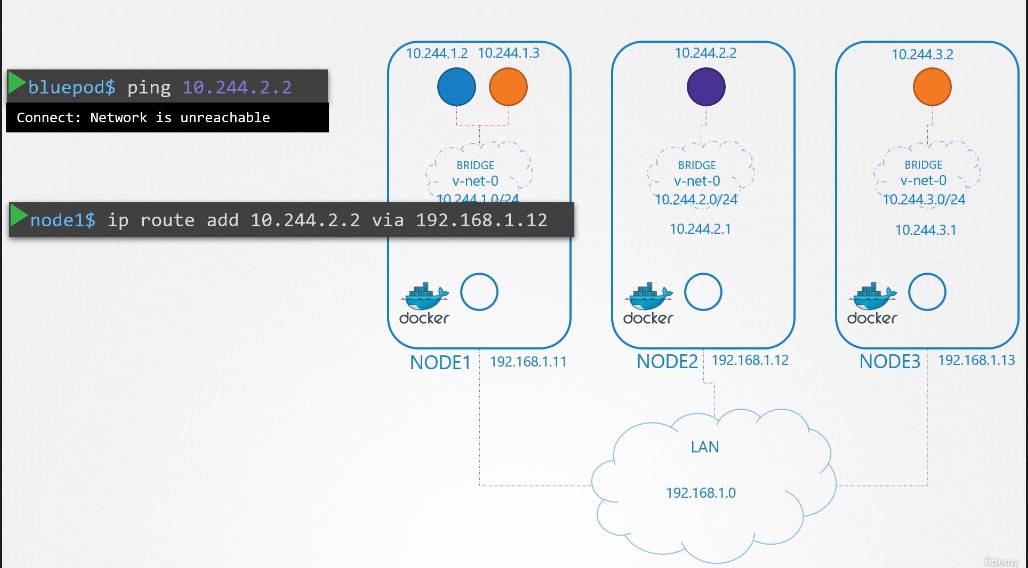 10.244.1.2 10.244.1.3
10.244.2.2
10.244.3.2
bluepod$ ping 10.244.2.2
Connect: Network is unreachable
BRIDGE
v-net-0
10.244.1.0/24
BRIDGE
v-net-0
10.244.2.0/24
10.244.2.1
BRIDGE
v-net-0
10.244.3.0/24
10.244.3.1
node1$ ip route add 10.244.2.2 via 192.168.1.12
docker
docker
docker
NODE1 192.168.1.11
NODE2 192.168.1.12
NODE3 192.168.1.13
LAN
192.168.1.0
Udemy